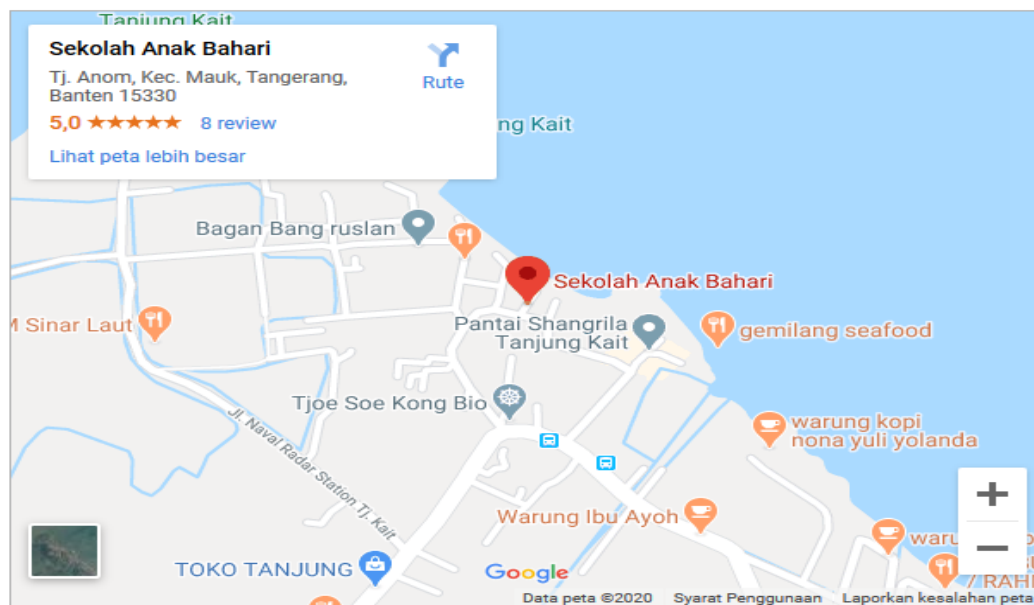 Tanjung Kait
Sekolah Anak Bahari
Tj. Anom, Kec. Mauk, Tangerang,
Banten 15330
5,0 ★★★★★ 8 review
Lihat peta lebih besar
Rute
ng Kait
Bagan Bang ruslan
Sekolah Anak Bahari
M Sinar Laut
Pantai Shangrila
Tanjung Kait
gemilang seafood
Tjoe Soe Kong Bio
warung kopi
nona yuli yolanda
Jl. Naval Radar Station Tj. Kait
Warung Ibu Ayoh
TOKO TANJUNG
Google
Data peta ©2020 Syarat Penggunaan Laporkan kesalahan peta